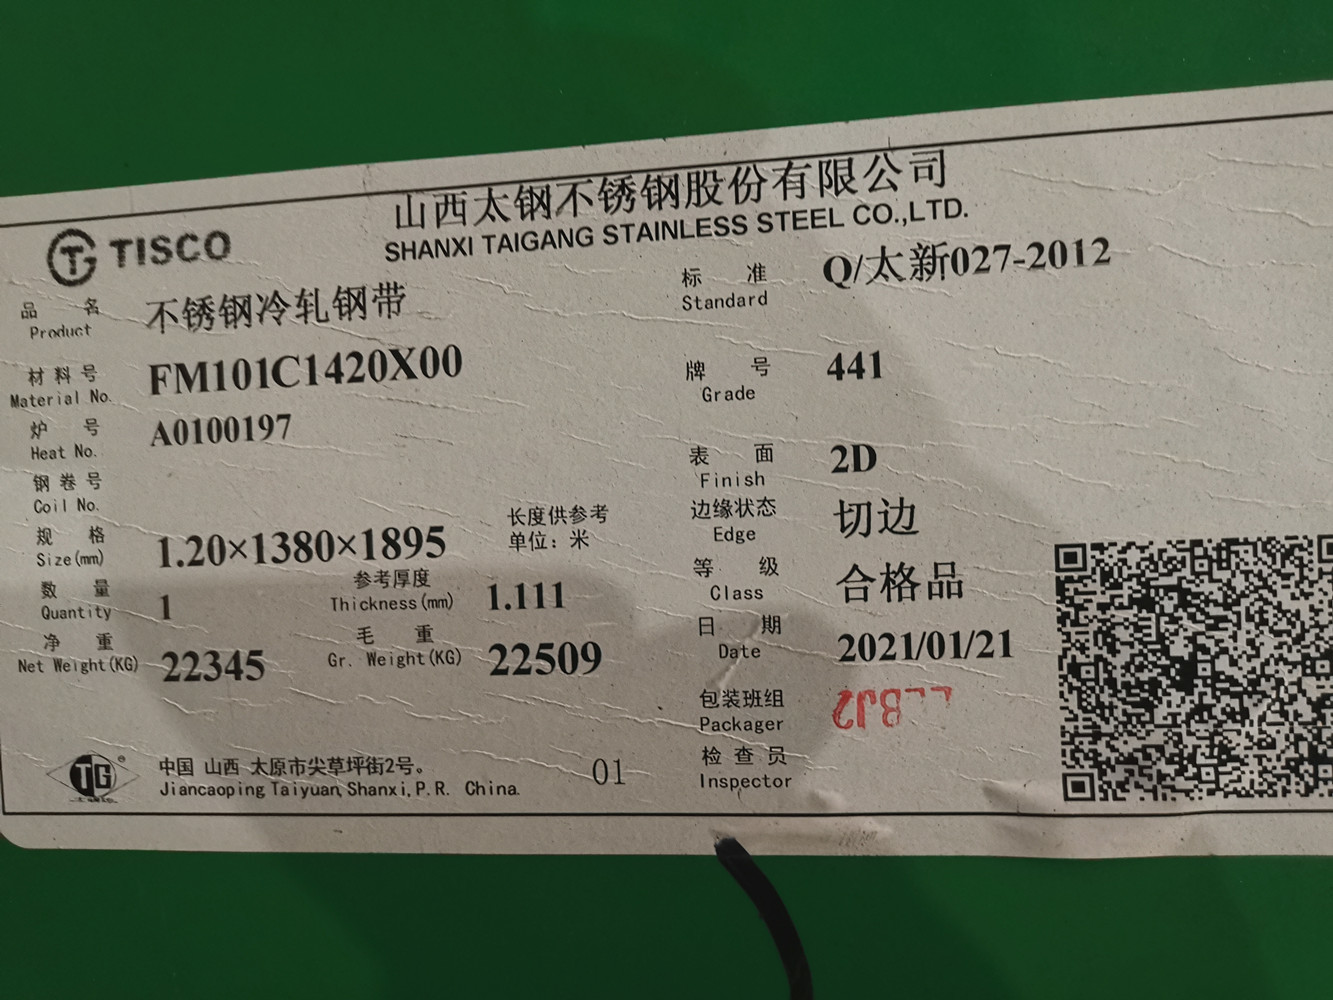 山西太钢不锈钢股份有限公司
TISCO
SHANXI TAIGANG STAINLESS STEEL CO.,LTD.
品 名 不锈钢冷轧钢带
Product
标 准 Q/太新027-2012
Standard
材料号 FM101C1420X00
Material No.
牌 号 441
Grade
炉 号 A0100197
Heat No.
表 面 2D
Finish
钢卷号
Coil No.
边缘状态 切边
Edge
规 格 1.20×1380×1895
Size(mm)
长度供参考
单位：米
等 级 合格品
Class
数 量 1
Quantity
参考厚度 1.111
Thickness(mm)
日 期 2021/01/21
Date
净 重 22345
Net Weight(KG)
毛 重 22509
Gr. Weight(KG)
包装班组
Packager
检查员
Inspector
TG
中国 山西 太原市尖草坪街2号。
Jiancaoping Taiyuan, Shanxi, P.R. China.
01